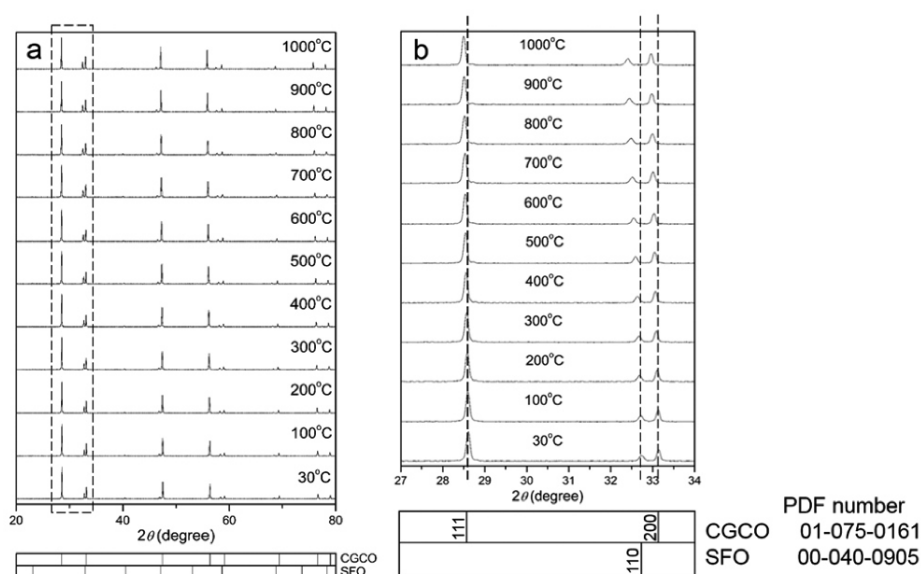 a
1000°C
900°C
800°C
700°C
600°C
500°C
400°C
300°C
200°C
100°C
30°C
20 40 60 80
2θ (degree)
CGCO
SFO
b
1000°C
900°C
800°C
700°C
600°C
500°C
400°C
300°C
200°C
100°C
30°C
27 28 29 30 31 32 33 34
2θ (degree)
PDF number
111 200 CGCO 01-075-0161
110 SFO 00-040-0905